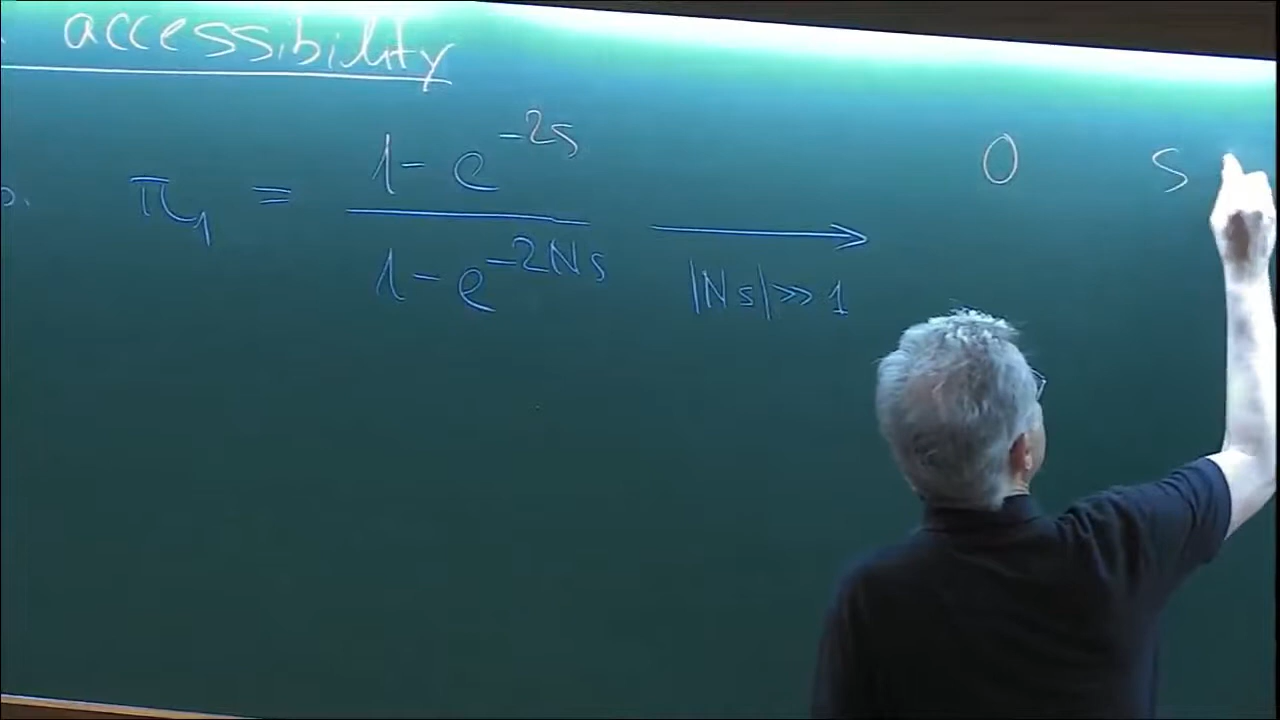 accessibility
π₁ = (1 - e^{-2s}) / (1 - e^{-2Ns}) ⟶ 0 s
|Ns| ≫ 1